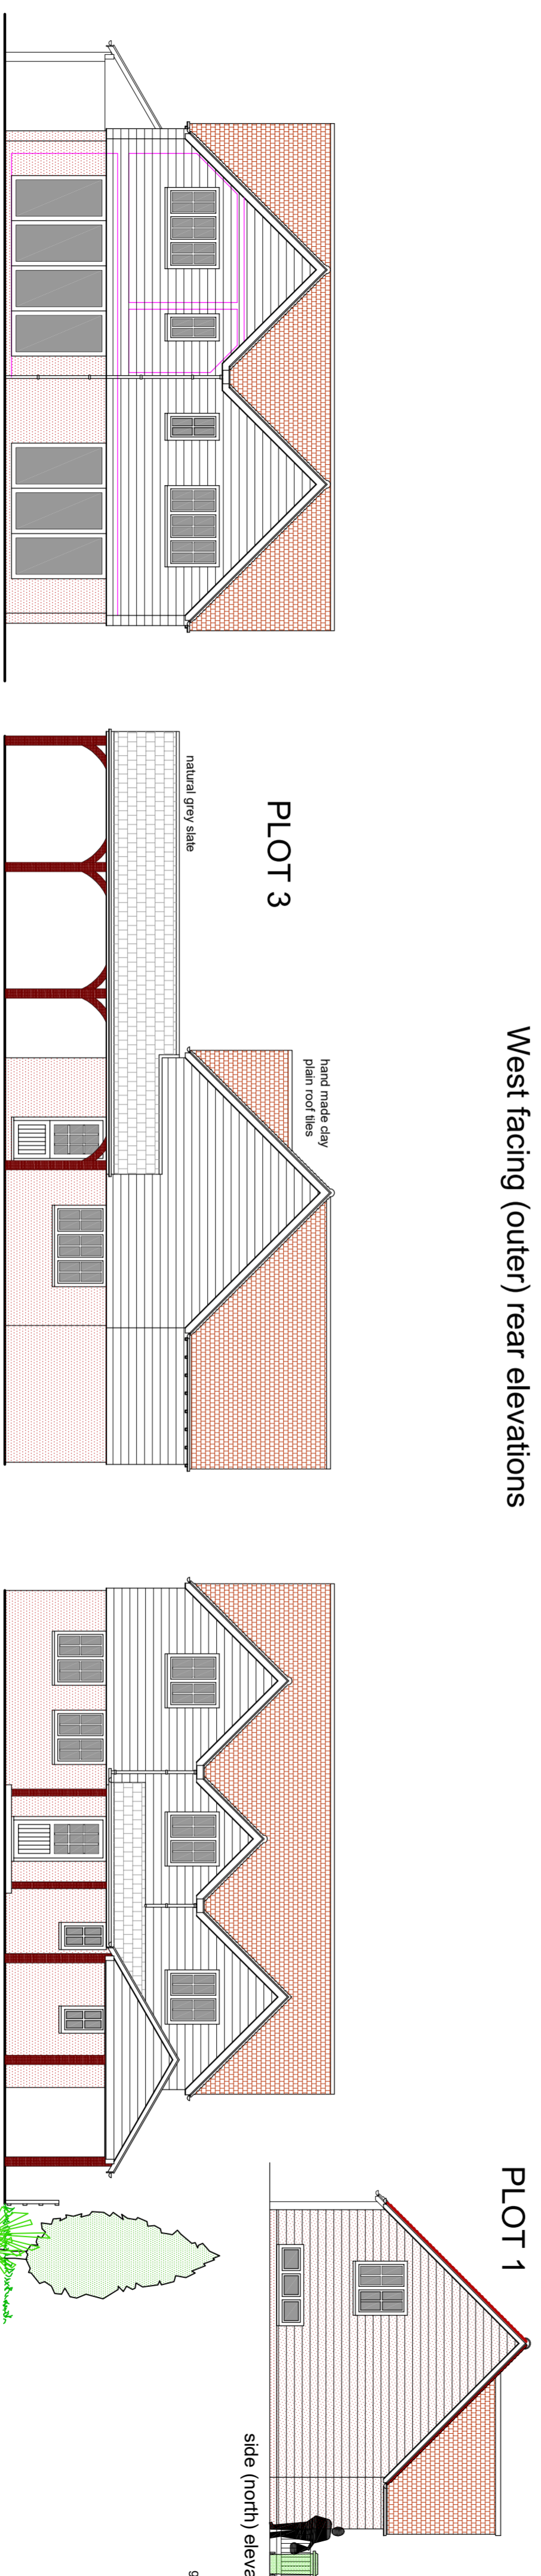 West facing (outer) rear elevations
PLOT 3
natural grey slate
hand made clay
plain roof tiles
PLOT 1
side (north)